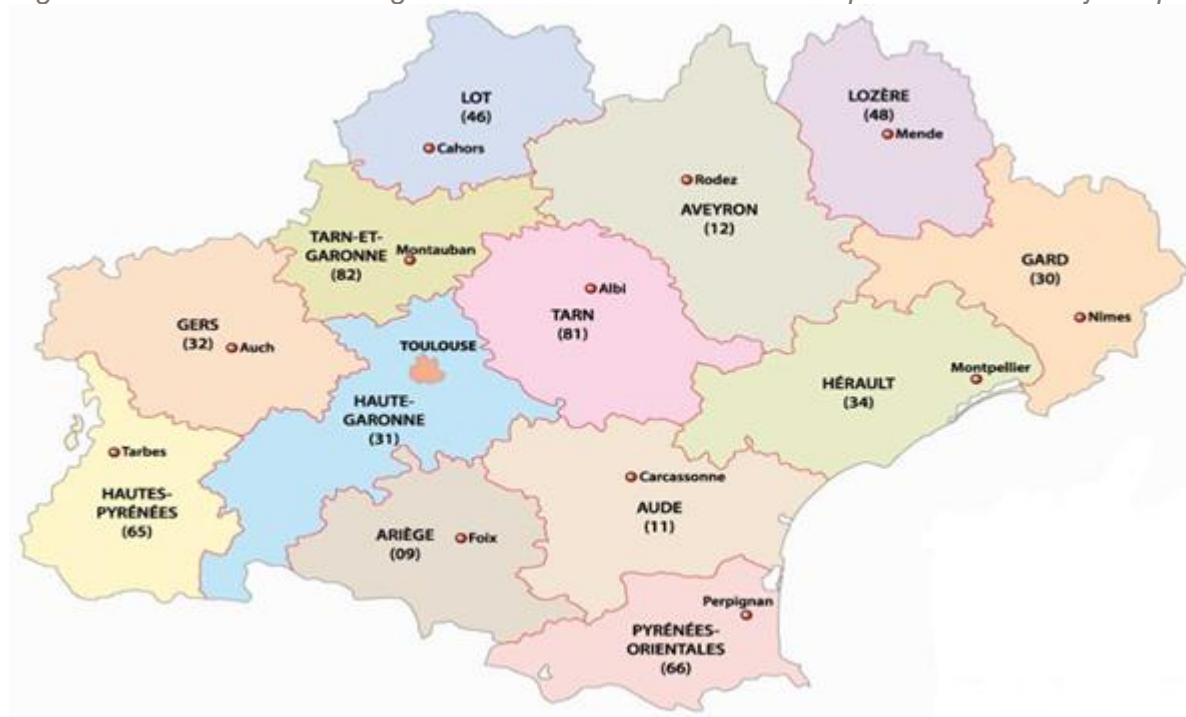 LOT
(46)
Cahors
LOZÈRE
(48)
Mende
Rodez
AVEYRON
(12)
TARN-ET-
GARONNE
(82)
Montauban
GARD
(30)
Nîmes
Albi
TARN
(81)
GERS
(32)
Auch
TOULOUSE
Montpellier
HÉRAULT
(34)
HAUTE-
GARONNE
(31)
Tarbes
HAUTES-
PYRÉNÉES
(65)
Carcassonne
AUDE
(11)
ARIÈGE
(09)
Foix
Perpignan
PYRÉNÉES-
ORIENTALES
(66)